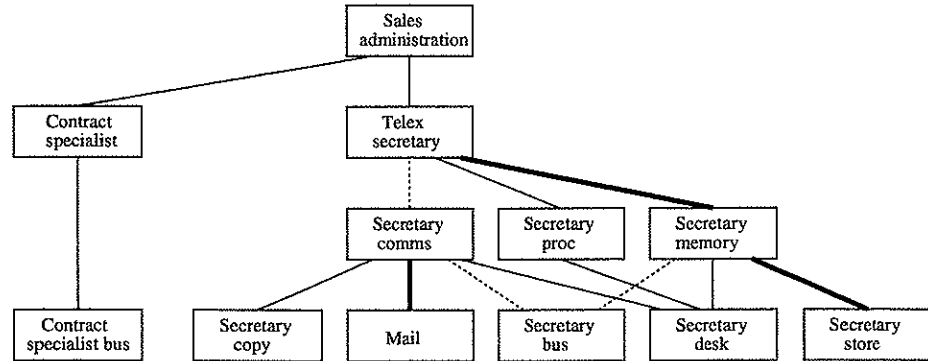 Sales
administration
Contract
specialist
Telex
secretary
Secretary
comms
Secretary
proc
Secretary
memory
Contract
specialist bus
Secretary
copy
Mail
Secretary
bus
Secretary
desk
Secretary
store